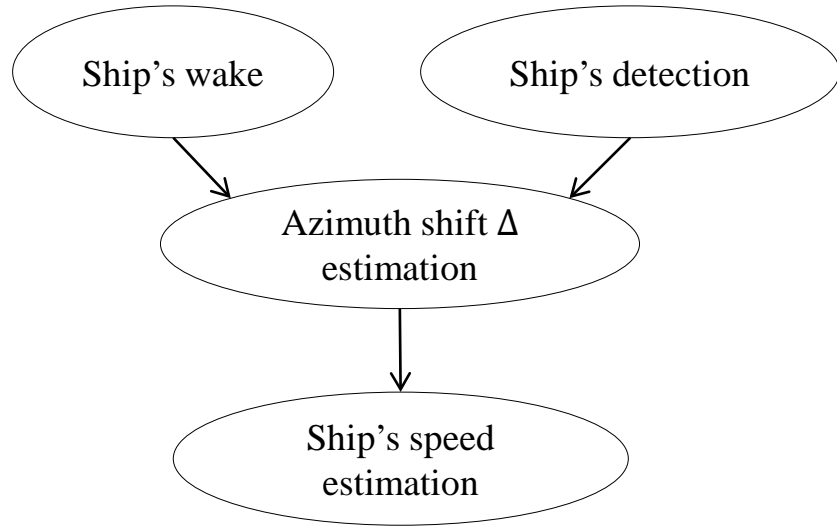 Ship’s wake
Ship’s detection
Azimuth shift Δ
estimation
Ship’s speed
estimation